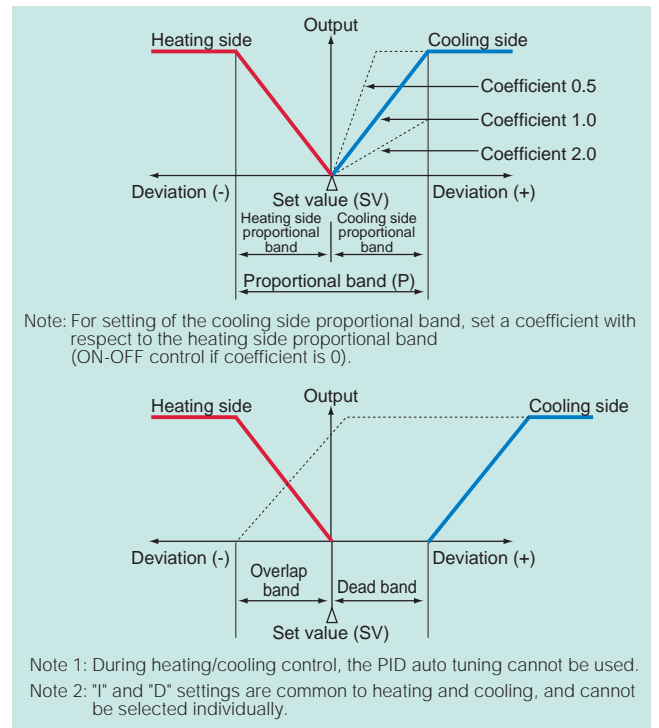 Output
Heating side
Cooling side
Coefficient 0.5
Coefficient 1.0
Coefficient 2.0
Deviation (-)
Deviation (+)
Set value (SV)
Heating side
proportional
band
Cooling side
proportional
band
Proportional band (P)
Note: For setting of the cooling side proportional band, set a coefficient with
respect to the heating side proportional band
(ON-OFF control if coefficient is 0).
Output
Heating side
Cooling side
Deviation (-)
Deviation (+)
Overlap
band
Dead band
Set value (SV)
Note 1: During heating/cooling control, the PID auto tuning cannot be used.
Note 2: "I" and "D" settings are common to heating and cooling, and cannot
be selected individually.